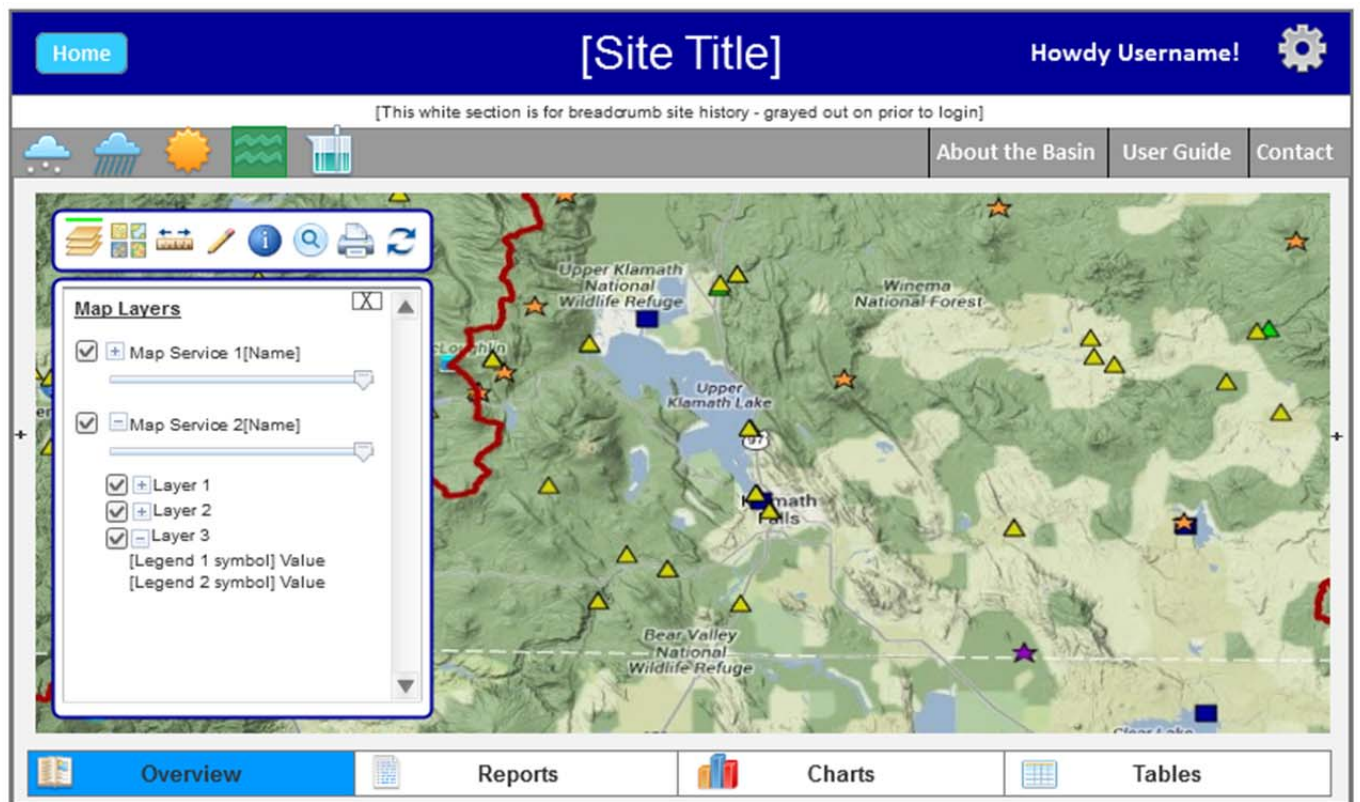 Home
[Site Title]
Howdy Username!
[This white section is for breadcrumb site history - grayed out on prior to login]
About the Basin
User Guide
Contact
Map Layers
X
Map Service 1[Name]
Map Service 2[Name]
Layer 1
Layer 2
Layer 3
[Legend 1 symbol] Value
[Legend 2 symbol] Value
Upper Klamath
National
Wildlife Refuge
Winema
National Forest
Upper
Klamath Lake
97
Klamath
Falls
Bear Valley
National
Wildlife Refuge
Clear Lake
Overview
Reports
Charts
Tables